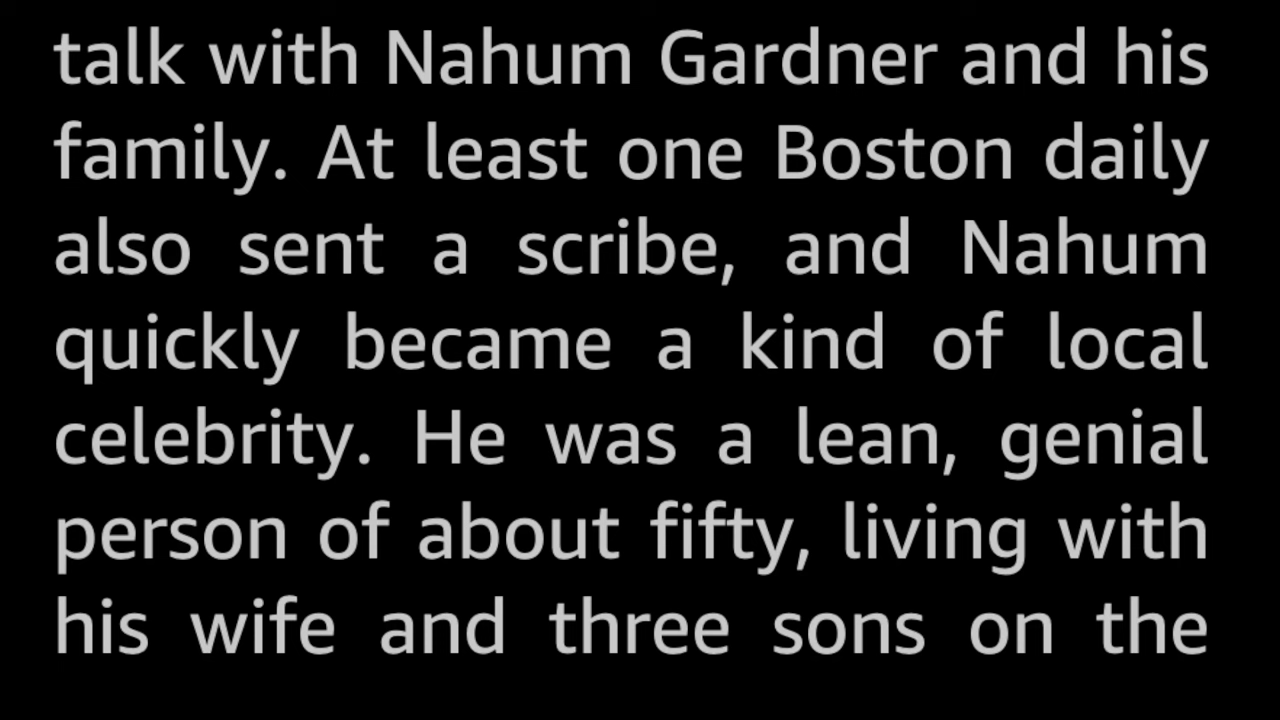 talk with Nahum Gardner and his
family. At least one Boston daily
also sent a scribe, and Nahum
quickly became a kind of local
celebrity. He was a lean, genial
person of about fifty, living with
his wife and three sons on the